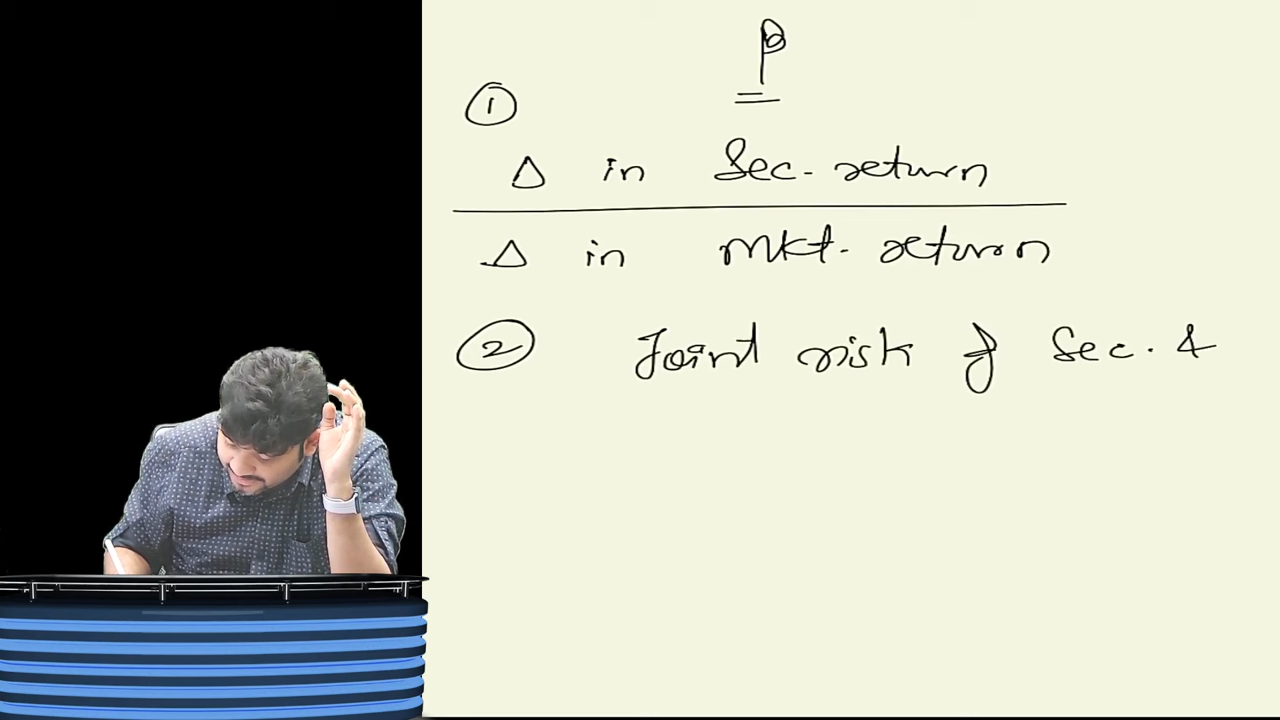 β
①
Δ in Sec. return
Δ in mkt. return
② Joint risk of Sec. &